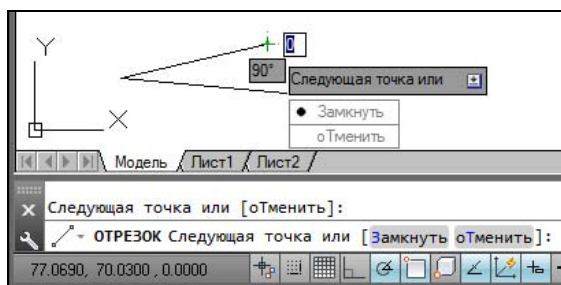 Y
0
90°
Следующая точка или
Замкнуть
оТменить
X
Модель Лист1 Лист2
Следующая точка или [оТменить]:
ОТРЕЗОК Следующая точка или [Замкнуть оТменить]:
77.0690, 70.0300 , 0.0000